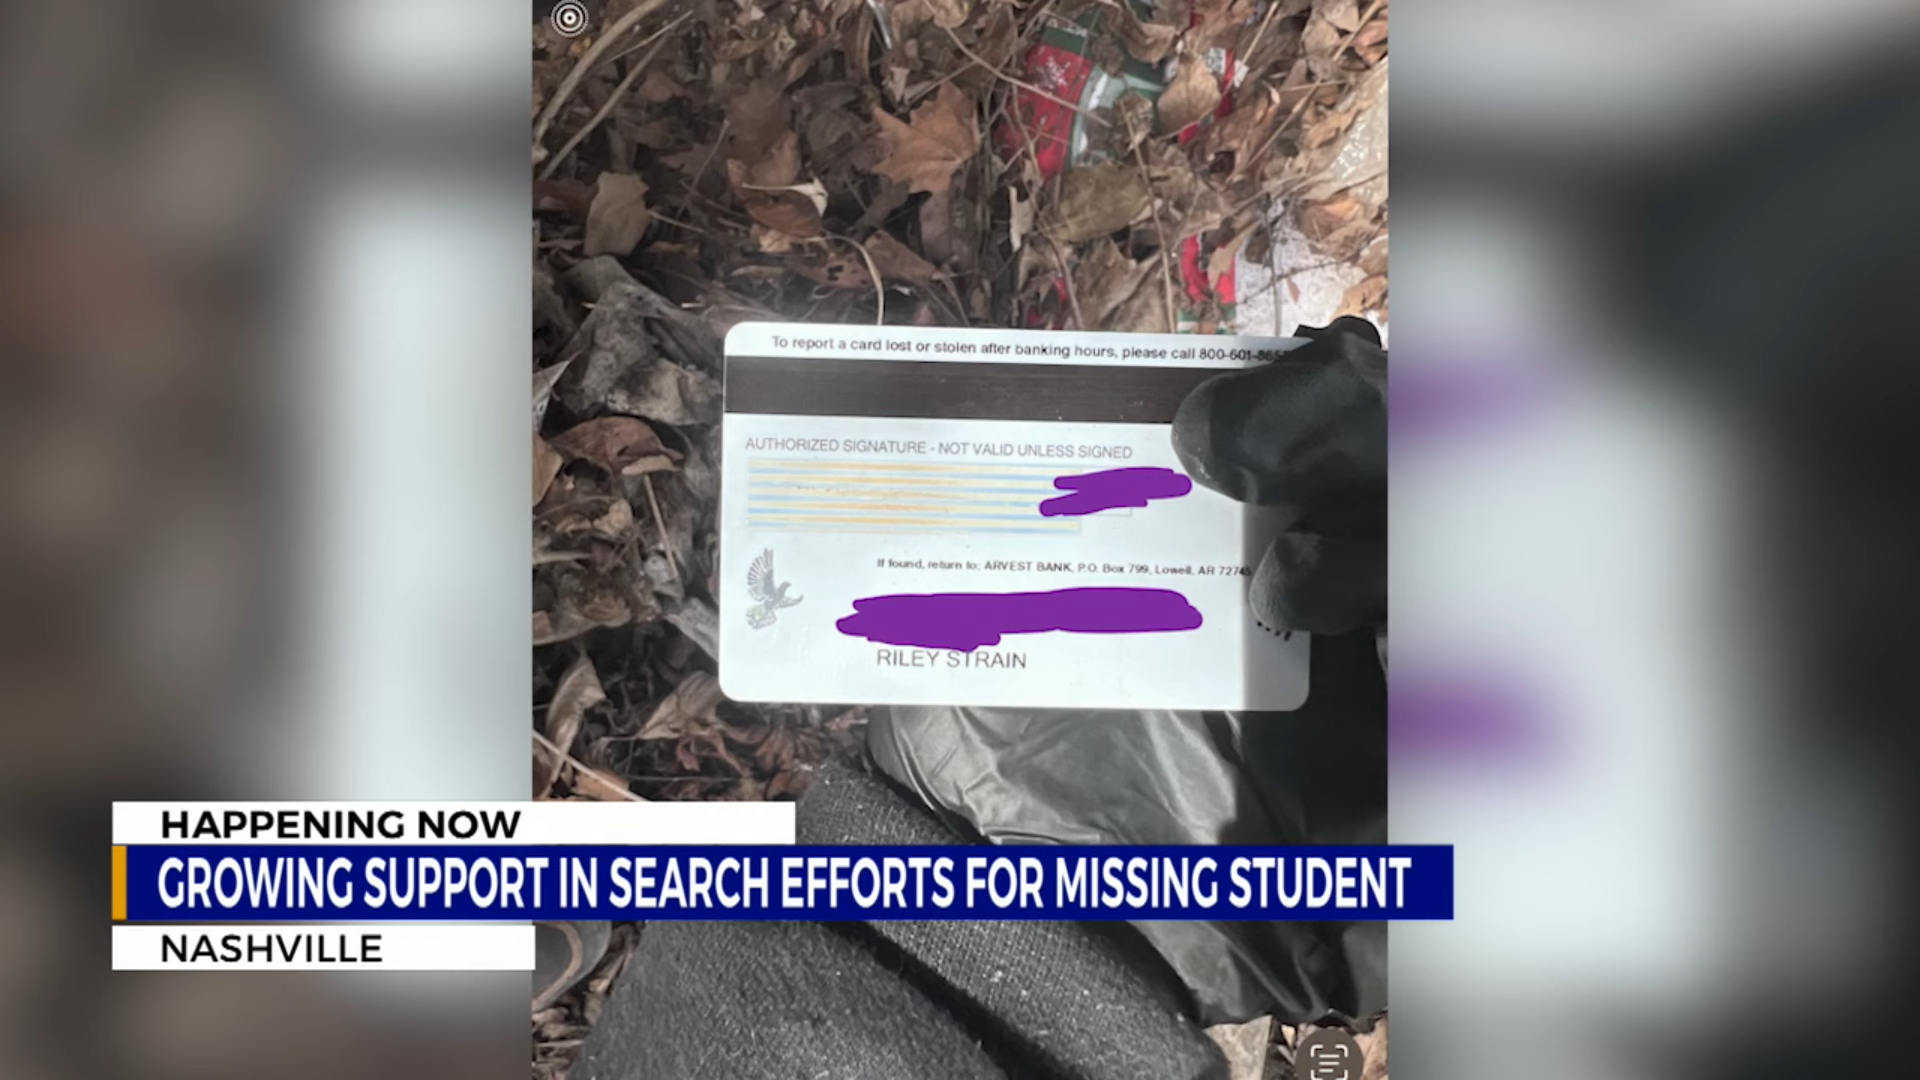 To report a card lost or stolen after banking hours, please call
AUTHORIZED SIGNATURE - NOT VALID UNLESS SIGNED
If found, return to: ARVEST BANK, P.O. Box 799, Lowell, AR 72745
RILEY STRAIN
HAPPENING NOW
GROWING SUPPORT IN SEARCH EFFORTS FOR MISSING STUDENT
NASHVILLE